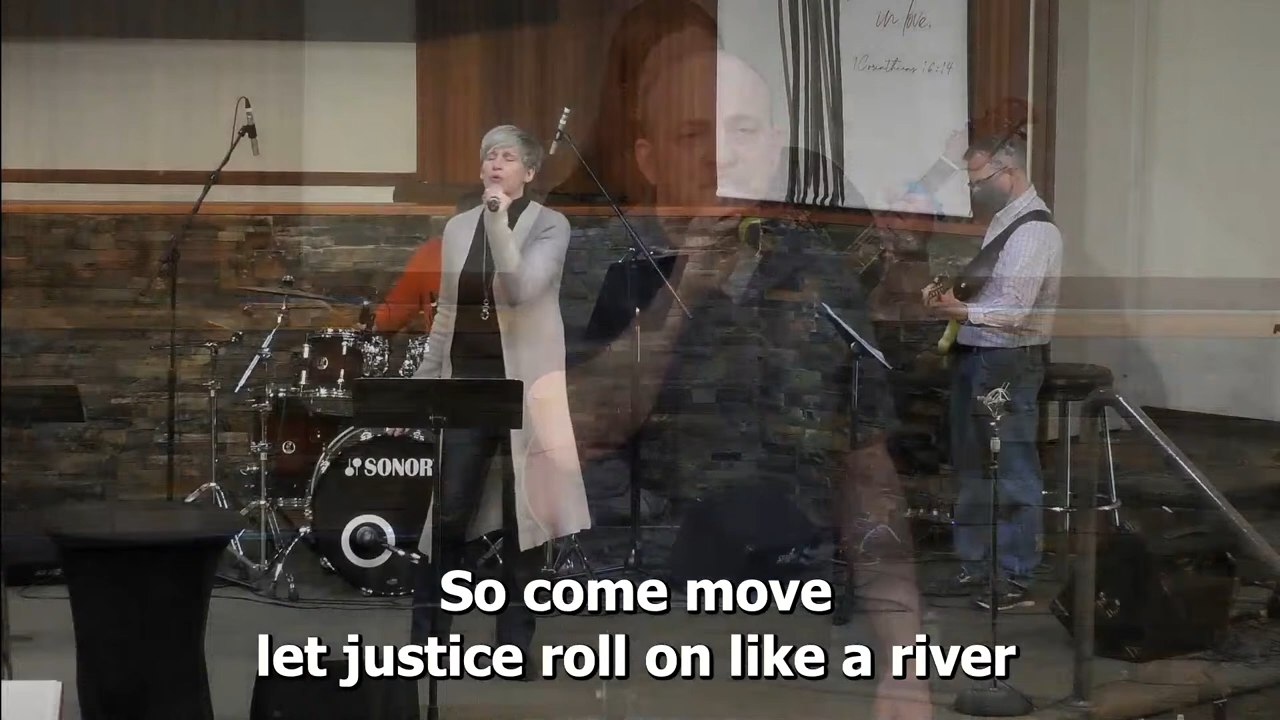 in love.
1 Corinthians 16:14
SONOR
So come move
let justice roll on like a river